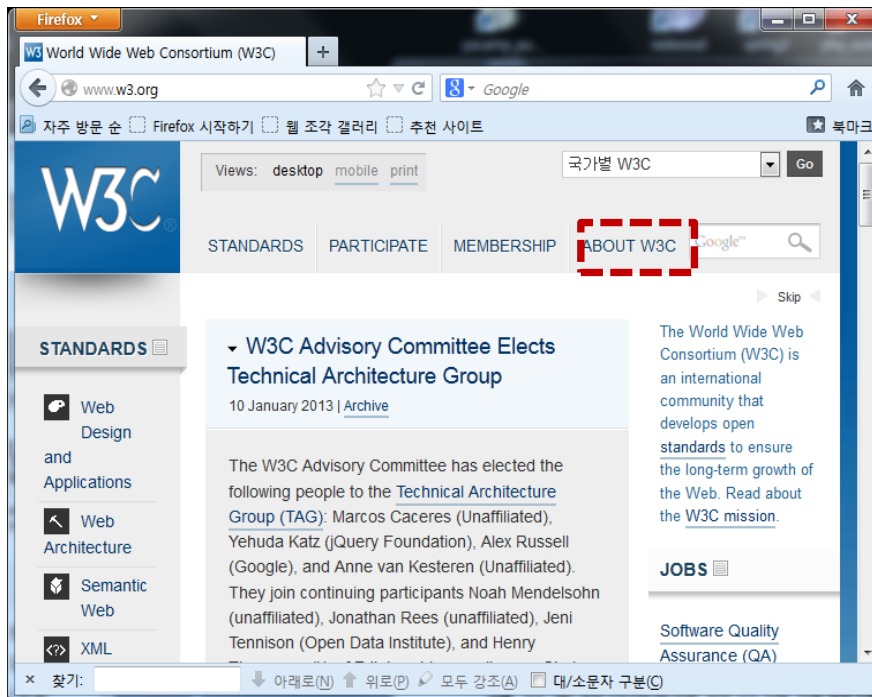 Firefox
W3 World Wide Web Consortium (W3C)
www.w3.org
8 Google
자주 방문 순 Firefox 시작하기 웹 조각 갤러리 추천 사이트 북마크
W3C
Views: desktop mobile print
국가별 W3C Go
STANDARDS PARTICIPATE MEMBERSHIP ABOUT W3C Google™
Skip
STANDARDS
Web
Design
and
Applications
Web
Architecture
Semantic
Web
XML
W3C Advisory Committee Elects
Technical Architecture
Group
10 January 2013 | Archive
The W3C Advisory Committee has elected the
following people to the Technical Architecture
Group (TAG): Marcos Caceres (Unaffiliated),
Yehuda Katz (jQuery Foundation), Alex Russell
(Google), and Anne van Kesteren (Unaffiliated).
They join continuing participants Noah Mendelsohn
(unaffiliated), Jonathan Rees (unaffiliated), Jeni
Tennison (Open Data Institute), and Henry
The World Wide Web
Consortium (W3C) is
an international
community that
develops open
standards to ensure
the long-term growth of
the Web. Read about
the W3C mission.
JOBS
Software Quality
Assurance (QA)
× 찾기: 아래로(N) 위로(P) 모두 강조(A) 대/소문자 구분(C)